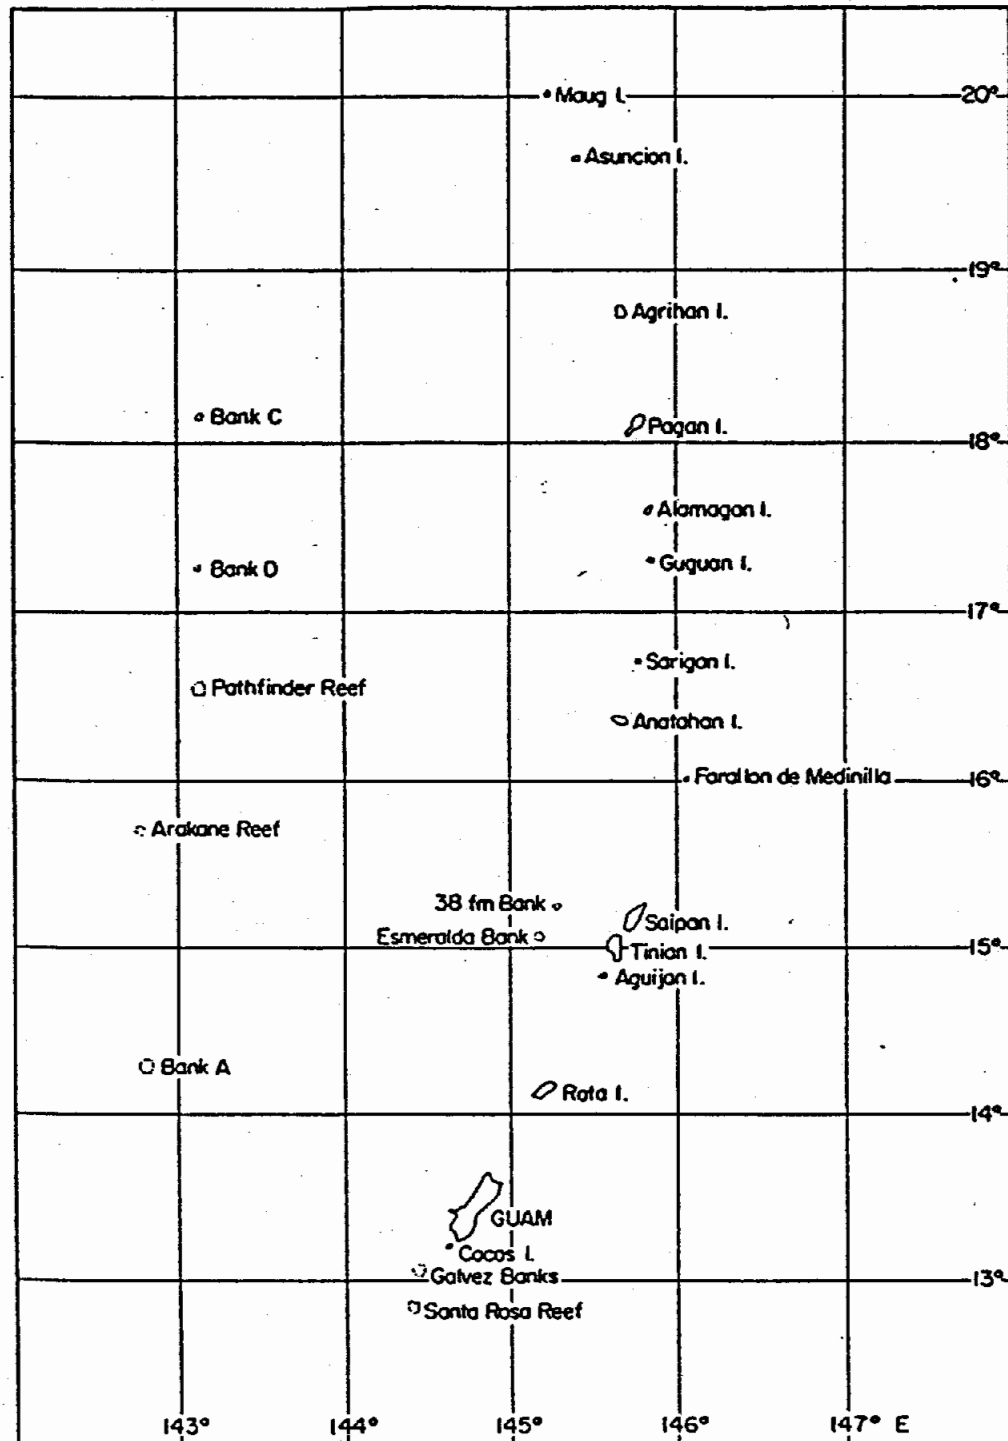 Maug I.
20°
Asuncion I.
19°
Agrihan I.
Bank C
Pagan I.
18°
Alamagan I.
Bank D
Guguan I.
17°
Sarigan I.
Pathfinder Reef
Anatahan I.
Farallon de Medinilla
16°
Arakane Reef
38 fm Bank
Saipan I.
Esmeralda Bank
15°
Tinian I.
Aguijan I.
Bank A
Rota I.
14°
GUAM
Cocos I.
Galvez Banks
13°
Santa Rosa Reef
143° 144° 145° 146° 147° E